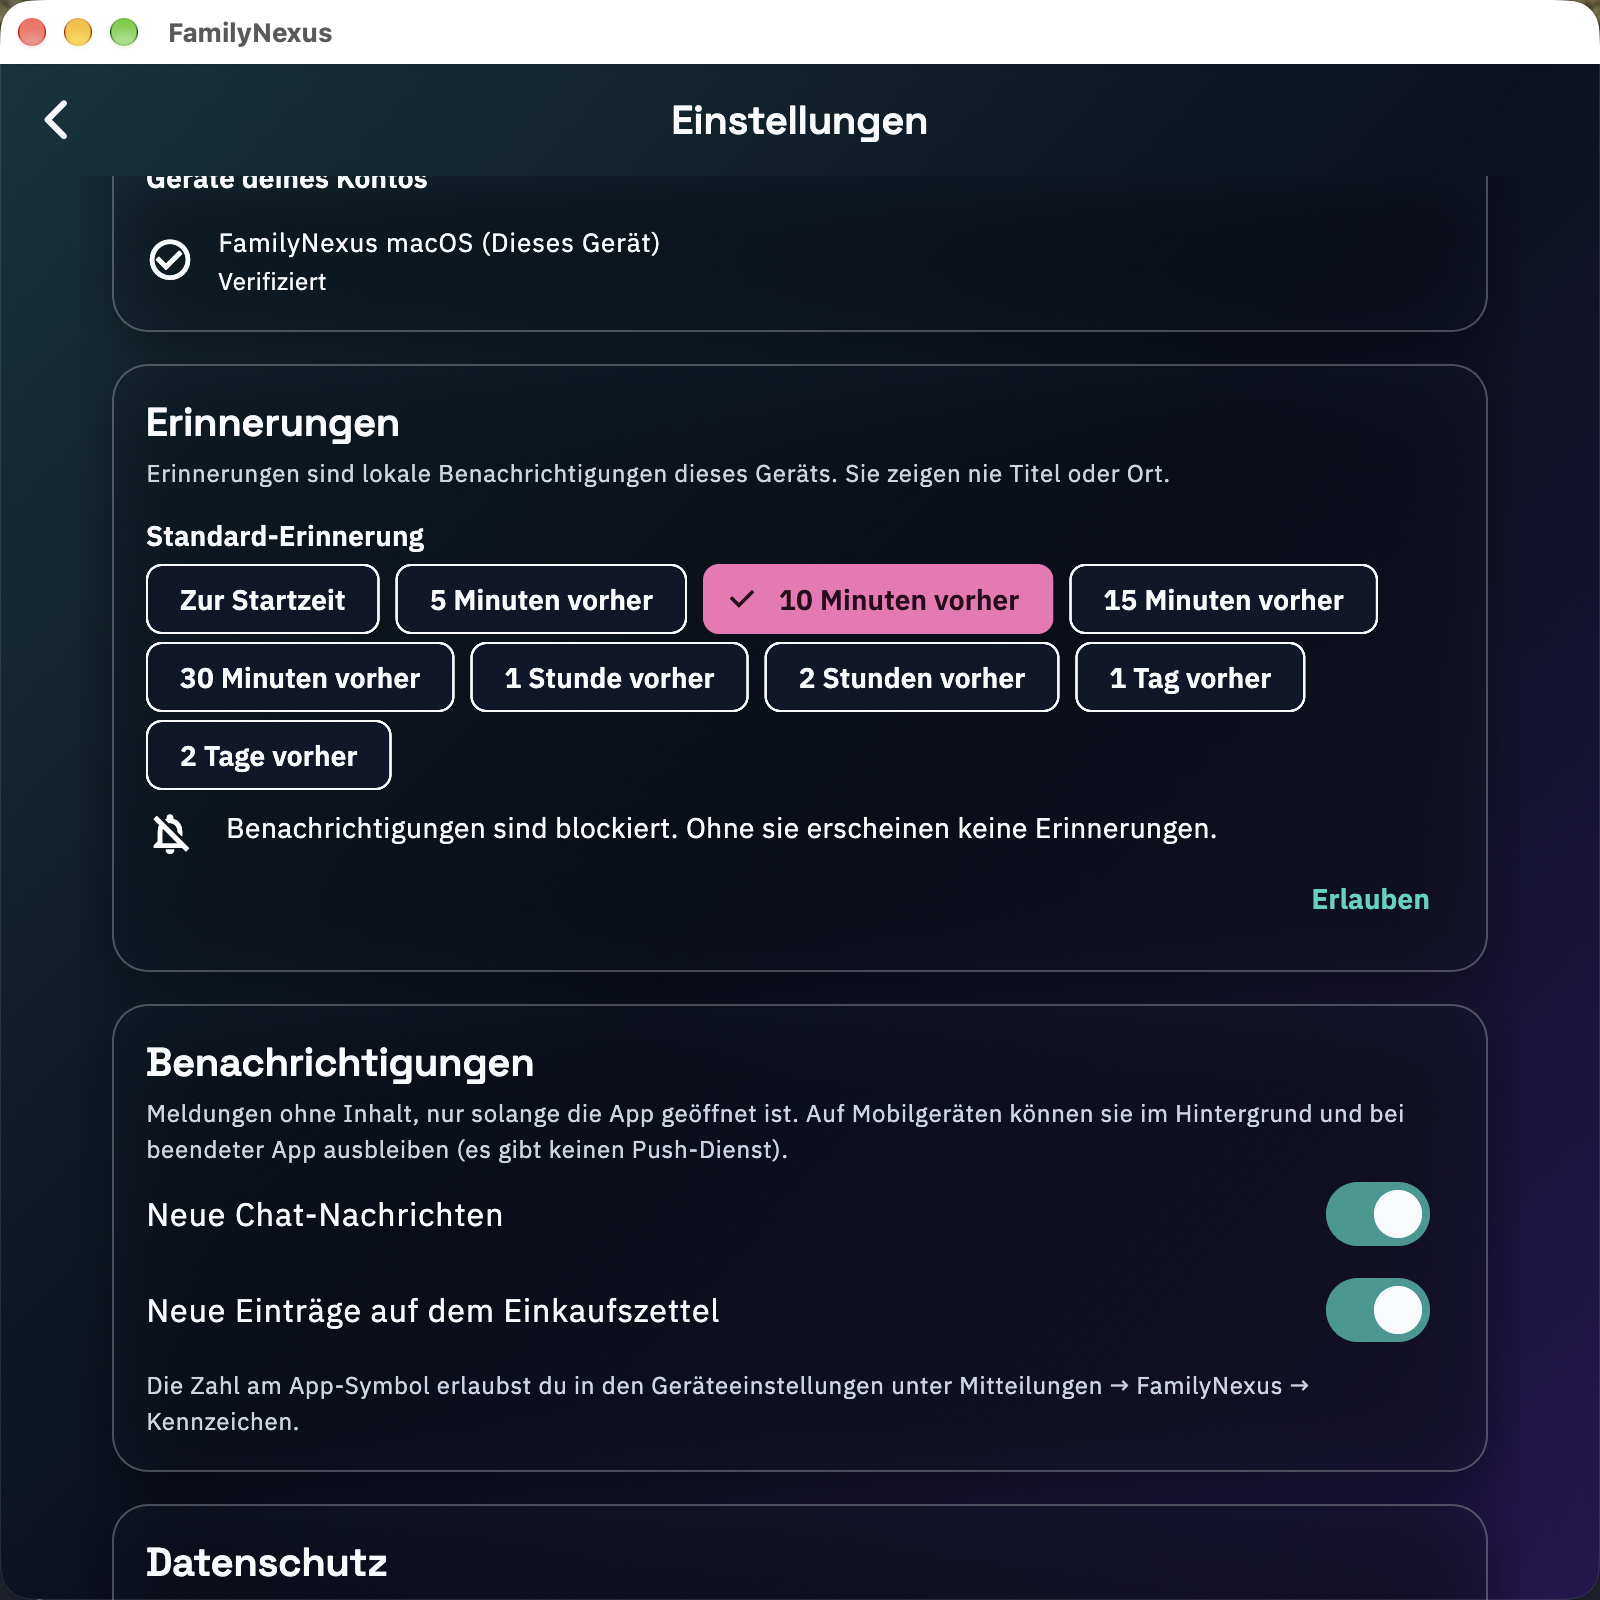 FamilyNexus
Einstellungen
Geräte deines Kontos
FamilyNexus macOS (Dieses Gerät)
Verifiziert
Erinnerungen
Erinnerungen sind lokale Benachrichtigungen dieses Geräts. Sie zeigen nie Titel oder Ort.
Standard-Erinnerung
Zur Startzeit
5 Minuten vorher
10 Minuten vorher
15 Minuten vorher
30 Minuten vorher
1 Stunde vorher
2 Stunden vorher
1 Tag vorher
2 Tage vorher
Benachrichtigungen sind blockiert. Ohne sie erscheinen keine Erinnerungen.
Erlauben
Benachrichtigungen
Meldungen ohne Inhalt, nur solange die App geöffnet ist. Auf Mobilgeräten können sie im Hintergrund und bei
beendeter App ausbleiben (es gibt keinen Push-Dienst).
Neue Chat-Nachrichten
Neue Einträge auf dem Einkaufszettel
Die Zahl am App-Symbol erlaubst du in den Geräteeinstellungen unter Mitteilungen → FamilyNexus →
Kennzeichen.
Datenschutz